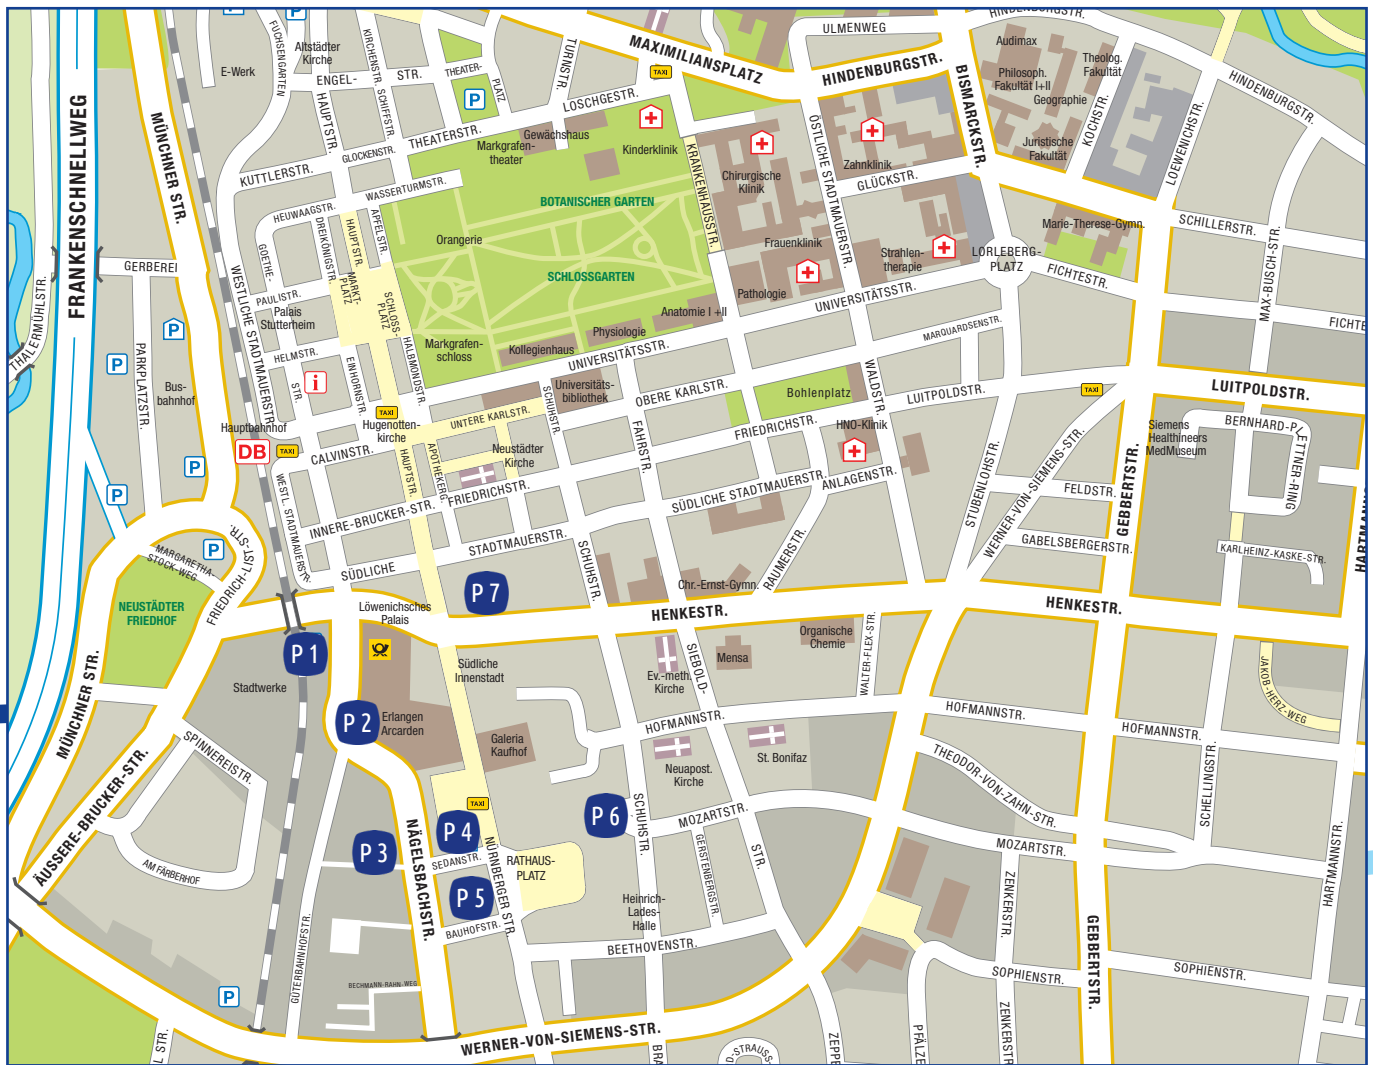 HINDENBURGSTR.
FUCHSENGARTEN
Altstädter
Kirche
KIRCHENSTR.
TURNSTR.
MAXIMILIANSPLATZ
ULMENWEG
Audimax
Theolog.
Fakultät
E-Werk
ENGEL-
STR.
THEATER-
PLATZ
TAXI
HINDENBURGSTR.
BISMARCKSTR.
Philosoph.
Fakultät I+II
Geographie
HINDENBURGSTR.
FRANKENSCHNELLWEG
MÜNCHNER STR.
HAUPTSTR.
SCHIFFSTR.
P
LOSCHGESTR.
ÖSTLICHE STADTMAUERSTR.
KOCHSTR.
LOEWENICHSTR.
Juristische
Fakultät
GLOCKENSTR.
THEATERSTR.
Markgrafen-
theater
Gewächshaus
Kinderklinik
KRANKENHAUSSTR.
Chirurgische
Klinik
Zahnklinik
GLÜCKSTR.
KUTTLERSTR.
WASSERTURMSTR.
HEUWAAGSTR.
DREIKÖNIGSTR.
HAUPTSTR.
APFELSTR.
BOTANISCHER GARTEN
Orangerie
SCHLOSSGARTEN
Frauenklinik
Strahlen-
therapie
LORLEBERG-
PLATZ
Marie-Therese-Gymn.
SCHILLERSTR.
MAX-BUSCH-STR.
FICHTESTR.
FICHTE
GERBEREI
THALERMÜHLSTR.
WESTLICHE STADTMAUERSTR.
GOETHE-
STR.
PAULISTR.
Palais
Stutterheim
MARKT-
PLATZ
SCHLOSS-
PLATZ
HALBMONDSTR.
Pathologie
UNIVERSITÄTSSTR.
Anatomie I +II
Physiologie
Kollegienhaus
Markgrafen-
schloss
UNIVERSITÄTSSTR.
MARQUARDSENSTR.
PARKPLATZSTR.
P
P
Bus-
bahnhof
HELMSTR.
EINHORNSTR.
i
Universitäts-
bibliothek
SCHUHSTR.
OBERE KARLSTR.
Bohlenplatz
WALDSTR.
LUITPOLDSTR.
TAXI
LUITPOLDSTR.
Hauptbahnhof
DB
TAXI
TAXI
Hugenotten-
kirche
UNTERE KARLSTR.
CALVINSTR.
HAUPTSTR.
APOTHEKERG.
Neustädter
Kirche
FAHRSTR.
FRIEDRICHSTR.
HNO-Klinik
Siemens
Healthineers
MedMuseum
BERNHARD-PLETTNER-RING
P
P
WESTL. STADTMAUERSTR.
INNERE-BRUCKER-STR.
FRIEDRICHSTR.
SÜDLICHE STADTMAUERSTR.
ANLAGENSTR.
STUBENLOHSTR.
WERNER-VON-SIEMENS-STR.
FELDSTR.
GEBBERTSTR.
HARTMANN
GABELSBERGERSTR.
KARLHEINZ-KASKE-STR.
MARGARETHA-
STOCK-WEG
P
FRIEDRICH-LIST-STR.
SÜDLICHE
STADTMAUERSTR.
SCHUHSTR.
Chr.-Ernst-Gymn.
RAUMERSTR.
NEUSTÄDTER
FRIEDHOF
Löwenichsches
Palais
P 7
HENKESTR.
HENKESTR.
P 1
Stadtwerke
Südliche
Innenstadt
Ev.-meth.
Kirche
SIEBOLD-
STR.
Mensa
Organische
Chemie
WALTER-FLEX-STR.
JAKOB-HERZ-WEG
MÜNCHNER STR.
P 2
Erlangen
Arcarden
HOFMANNSTR.
HOFMANNSTR.
HOFMANNSTR.
ÄUSSERE-BRUCKER-STR.
SPINNEREISTR.
Galeria
Kaufhof
Neuapost.
Kirche
St. Bonifaz
THEODOR-VON-ZAHN-STR.
SCHELLINGSTR.
TAXI
P 4
P 6
SCHUHSTR.
MOZARTSTR.
MOZARTSTR.
P 3
NÄGELSBACHSTR.
SEDANSTR.
NÜRNBERGER STR.
RATHAUS-
PLATZ
GERSTENBERGSTR.
HARTMANNSTR.
AM FÄRBERHOF
P 5
BAUHOFSTR.
Heinrich-
Lades-
Halle
BEETHOVENSTR.
ZENKERSTR.
GEBBERTSTR.
GÜTERBAHNHOFSTR.
BECHMANN-RAHN-WEG
SOPHIENSTR.
SOPHIENSTR.
P
WERNER-VON-SIEMENS-STR.
L STR.
BRA
D-STRAUSS-
ZEPPE
PFÄLZE
ZENKERSTR